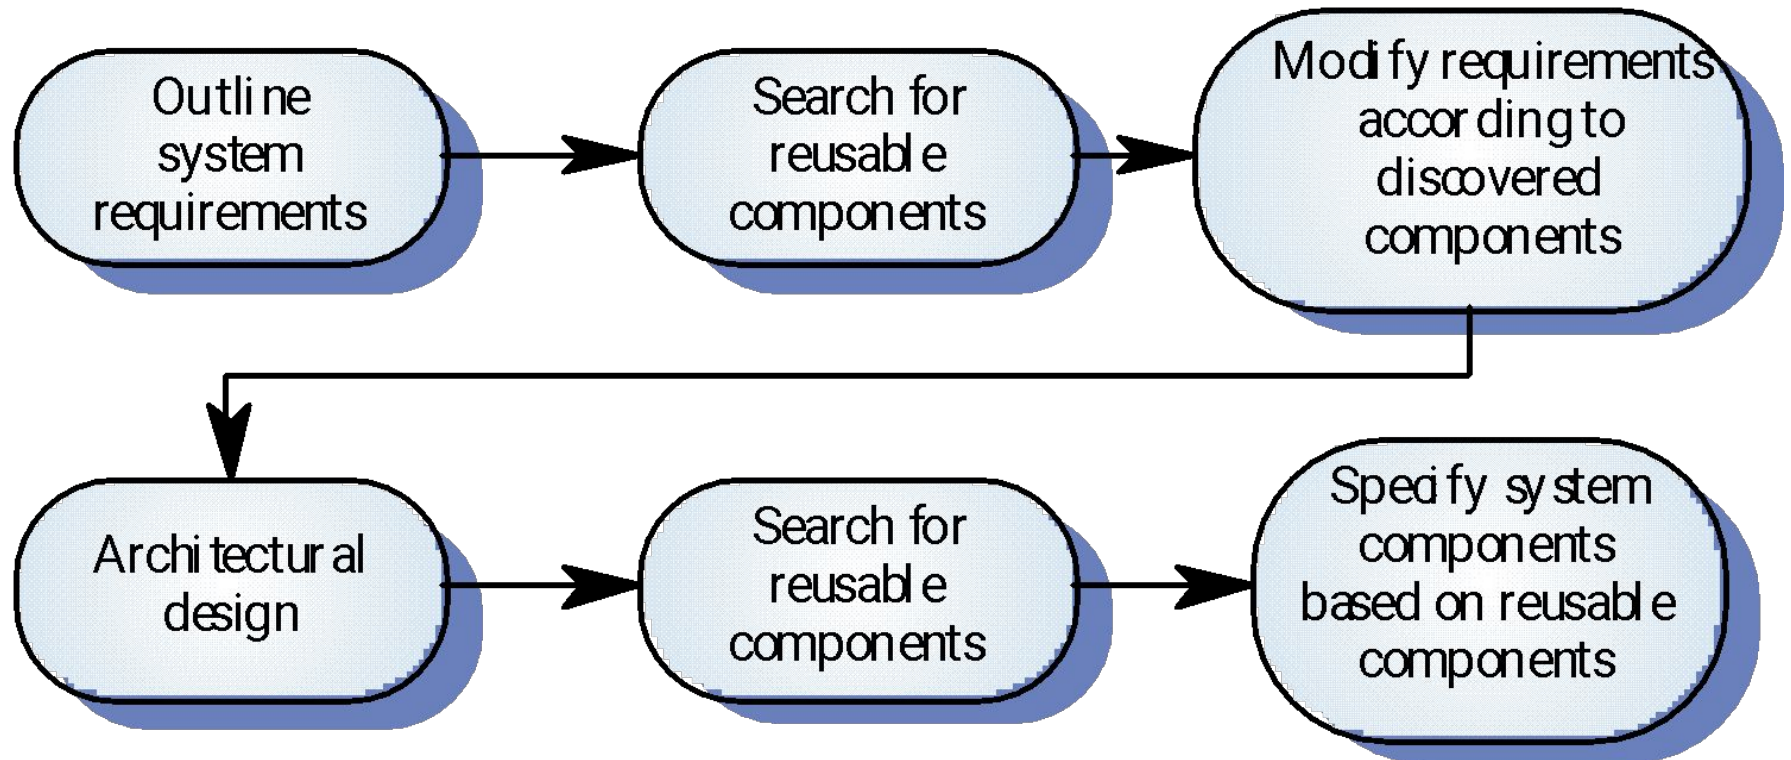 Outline
system
requirements
Search for
reusable
components
Modify requirements
according to
discovered
components
Architectural
design
Search for
reusable
components
Specify system
components
based on reusable
components